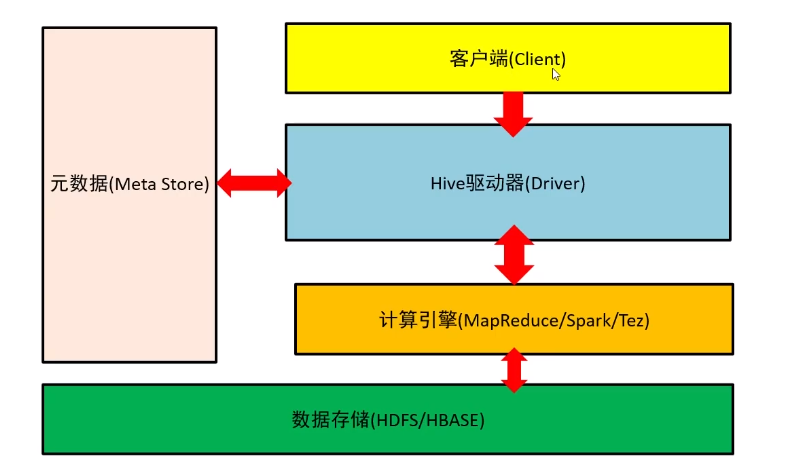 客户端(Client)
元数据(Meta Store)
Hive驱动器(Driver)
计算引擎(MapReduce/Spark/Tez)
数据存储(HDFS/HBASE)